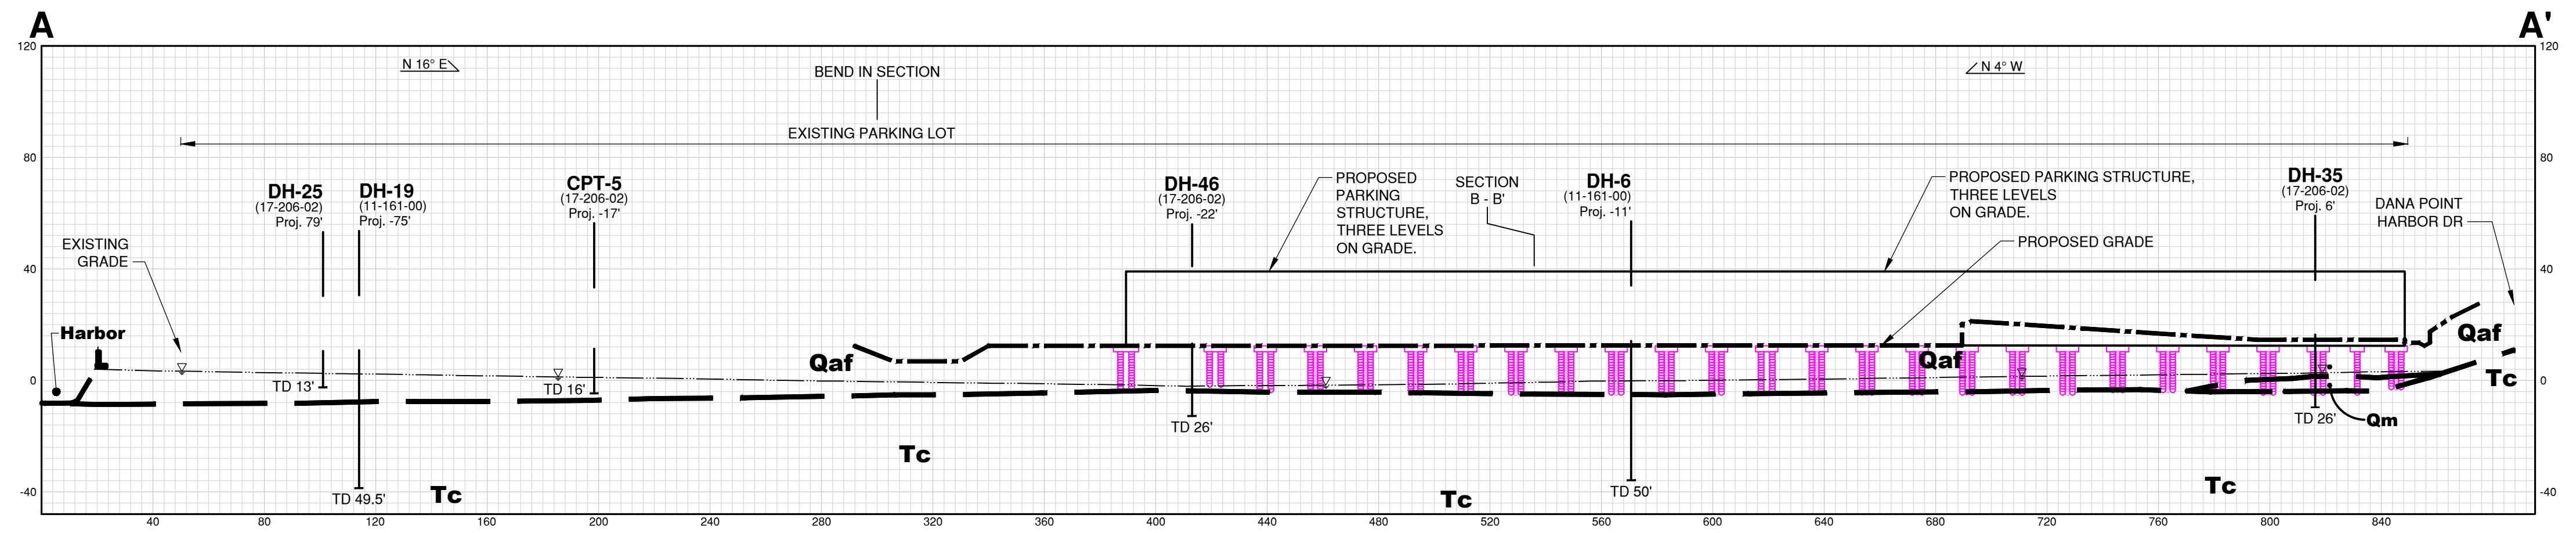 A
A'
120
120
N 16° E
BEND IN SECTION
N 4° W
EXISTING PARKING LOT
80
80
DH-25
(17-206-02)
Proj. 79'
DH-19
(11-161-00)
Proj. -75'
CPT-5
(17-206-02)
Proj. -17'
DH-46
(17-206-02)
Proj. -22'
PROPOSED
PARKING
STRUCTURE,
THREE LEVELS
ON GRADE.
SECTION
B - B'
DH-6
(11-161-00)
Proj. -11'
PROPOSED PARKING STRUCTURE,
THREE LEVELS
ON GRADE.
PROPOSED GRADE
DH-35
(17-206-02)
Proj. 6'
DANA POINT
HARBOR DR
EXISTING
GRADE
40
40
Harbor
Qaf
Qaf
Qaf
0
0
TD 13'
TD 16'
Tc
TD 26'
TD 26'
Qm
Tc
Tc
Tc
Tc
-40
-40
TD 49.5'
TD 50'
40
80
120
160
200
240
280
320
360
400
440
480
520
560
600
640
680
720
760
800
840